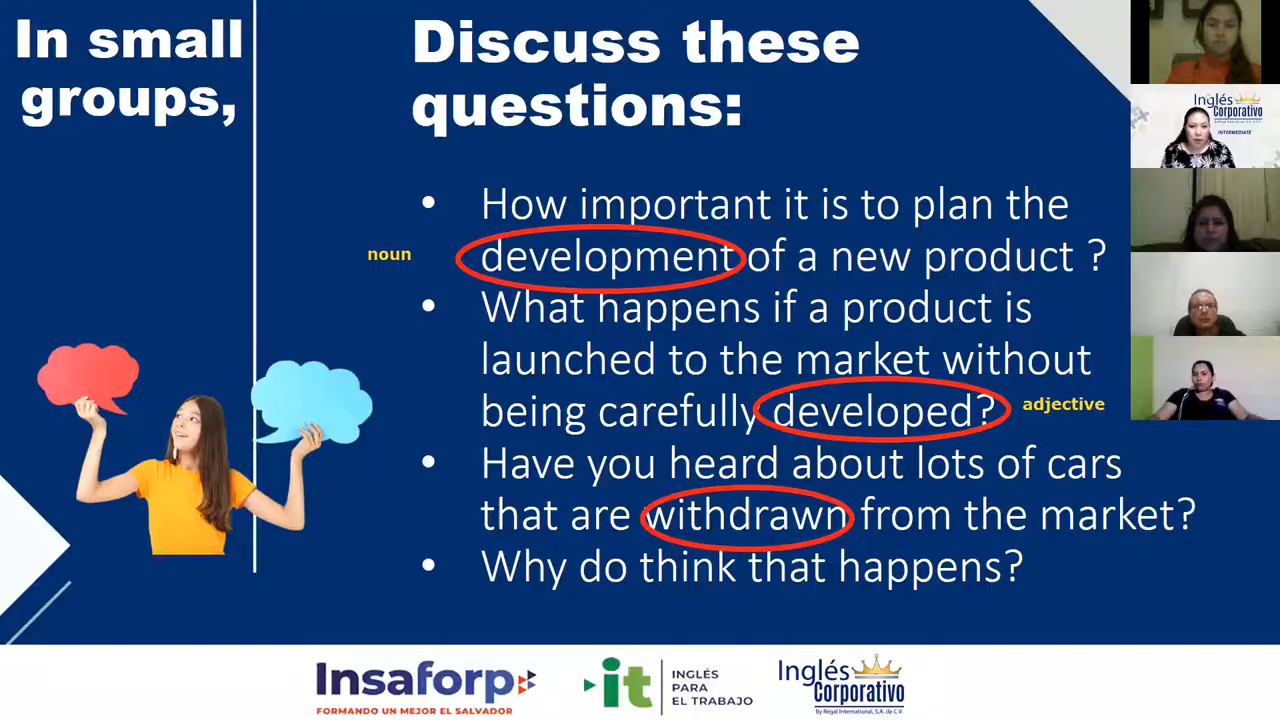 In small
groups,
Discuss these
questions:
• How important it is to plan the
noun
development of a new product ?
• What happens if a product is
launched to the market without
being carefully developed?
adjective
• Have you heard about lots of cars
that are withdrawn from the market?
• Why do think that happens?
Inglés
Corporativo
INTERMEDIATE
Insaforp
FORMANDO UN MEJOR EL SALVADOR
it
INGLÉS
PARA
EL TRABAJO
Inglés
Corporativo
By Regal International, S.A. de C.V.